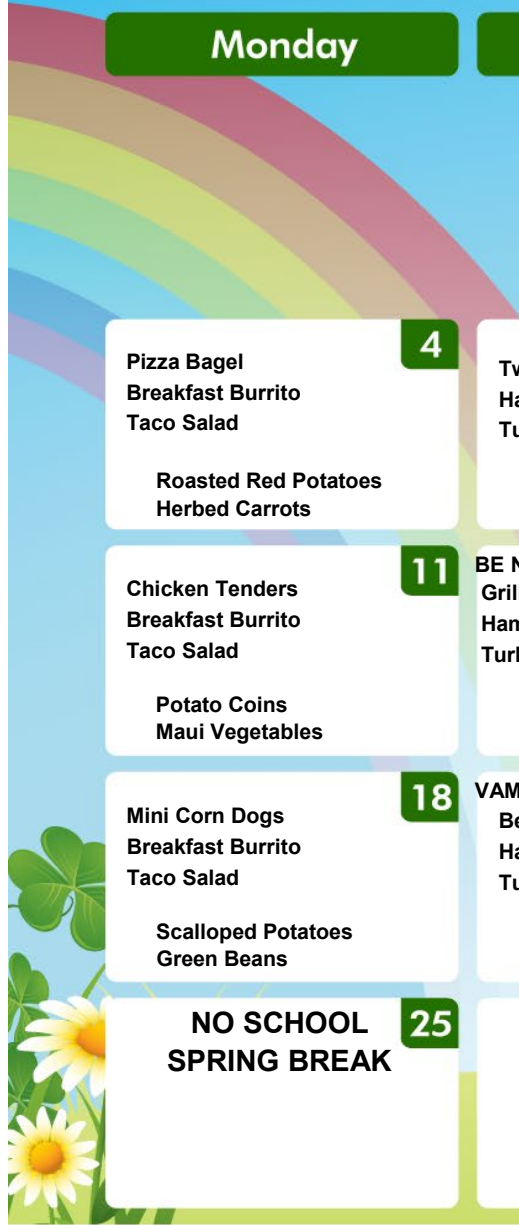 Monday
4
Pizza Bagel
Breakfast Burrito
Taco Salad
Roasted Red Potatoes
Herbed Carrots
11
Chicken Tenders
Breakfast Burrito
Taco Salad
Potato Coins
Maui Vegetables
BE
18
Mini Corn Dogs
Breakfast Burrito
Taco Salad
Scalloped Potatoes
Green Beans
25
NO SCHOOL
SPRING BREAK